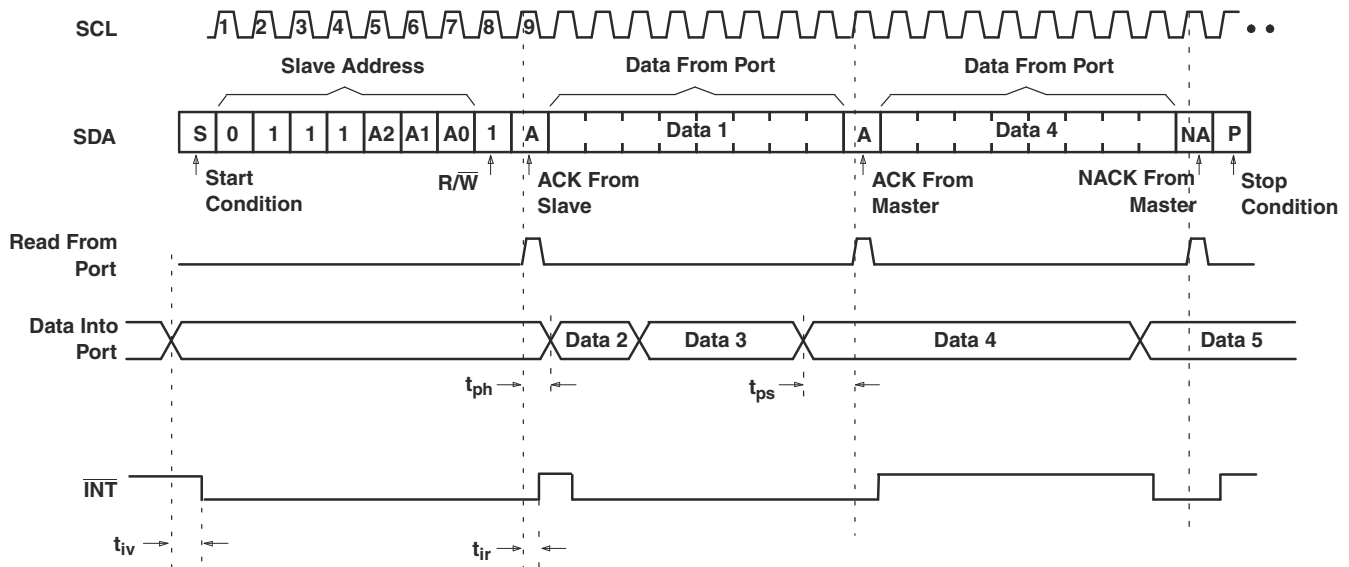 SCL 1 2 3 4 5 6 7 8 9
Slave Address Data From Port Data From Port
SDA S 0 1 1 1 A2 A1 A0 1 A Data 1 A Data 4 NA P
Start
Condition
R/W̅
ACK From
Slave
ACK From
Master
NACK From
Master
Stop
Condition
Read From
Port
Data Into
Port
Data 2 Data 3 Data 4 Data 5
tph tps
I̅N̅T̅
tiv tir